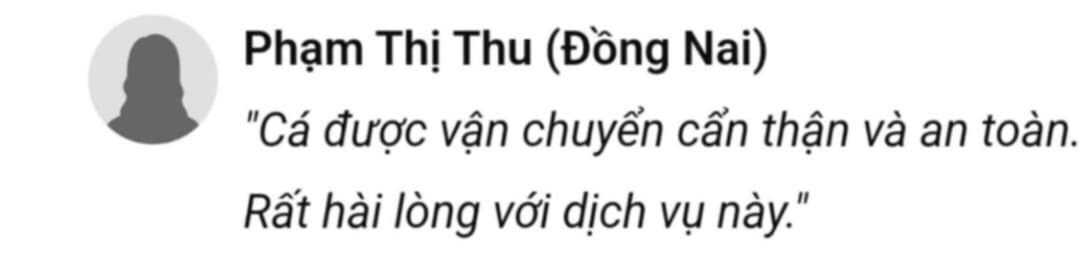 Phạm Thị Thu (Đồng Nai)
"Cá được vận chuyển cẩn thận và an toàn.
Rất hài lòng với dịch vụ này."